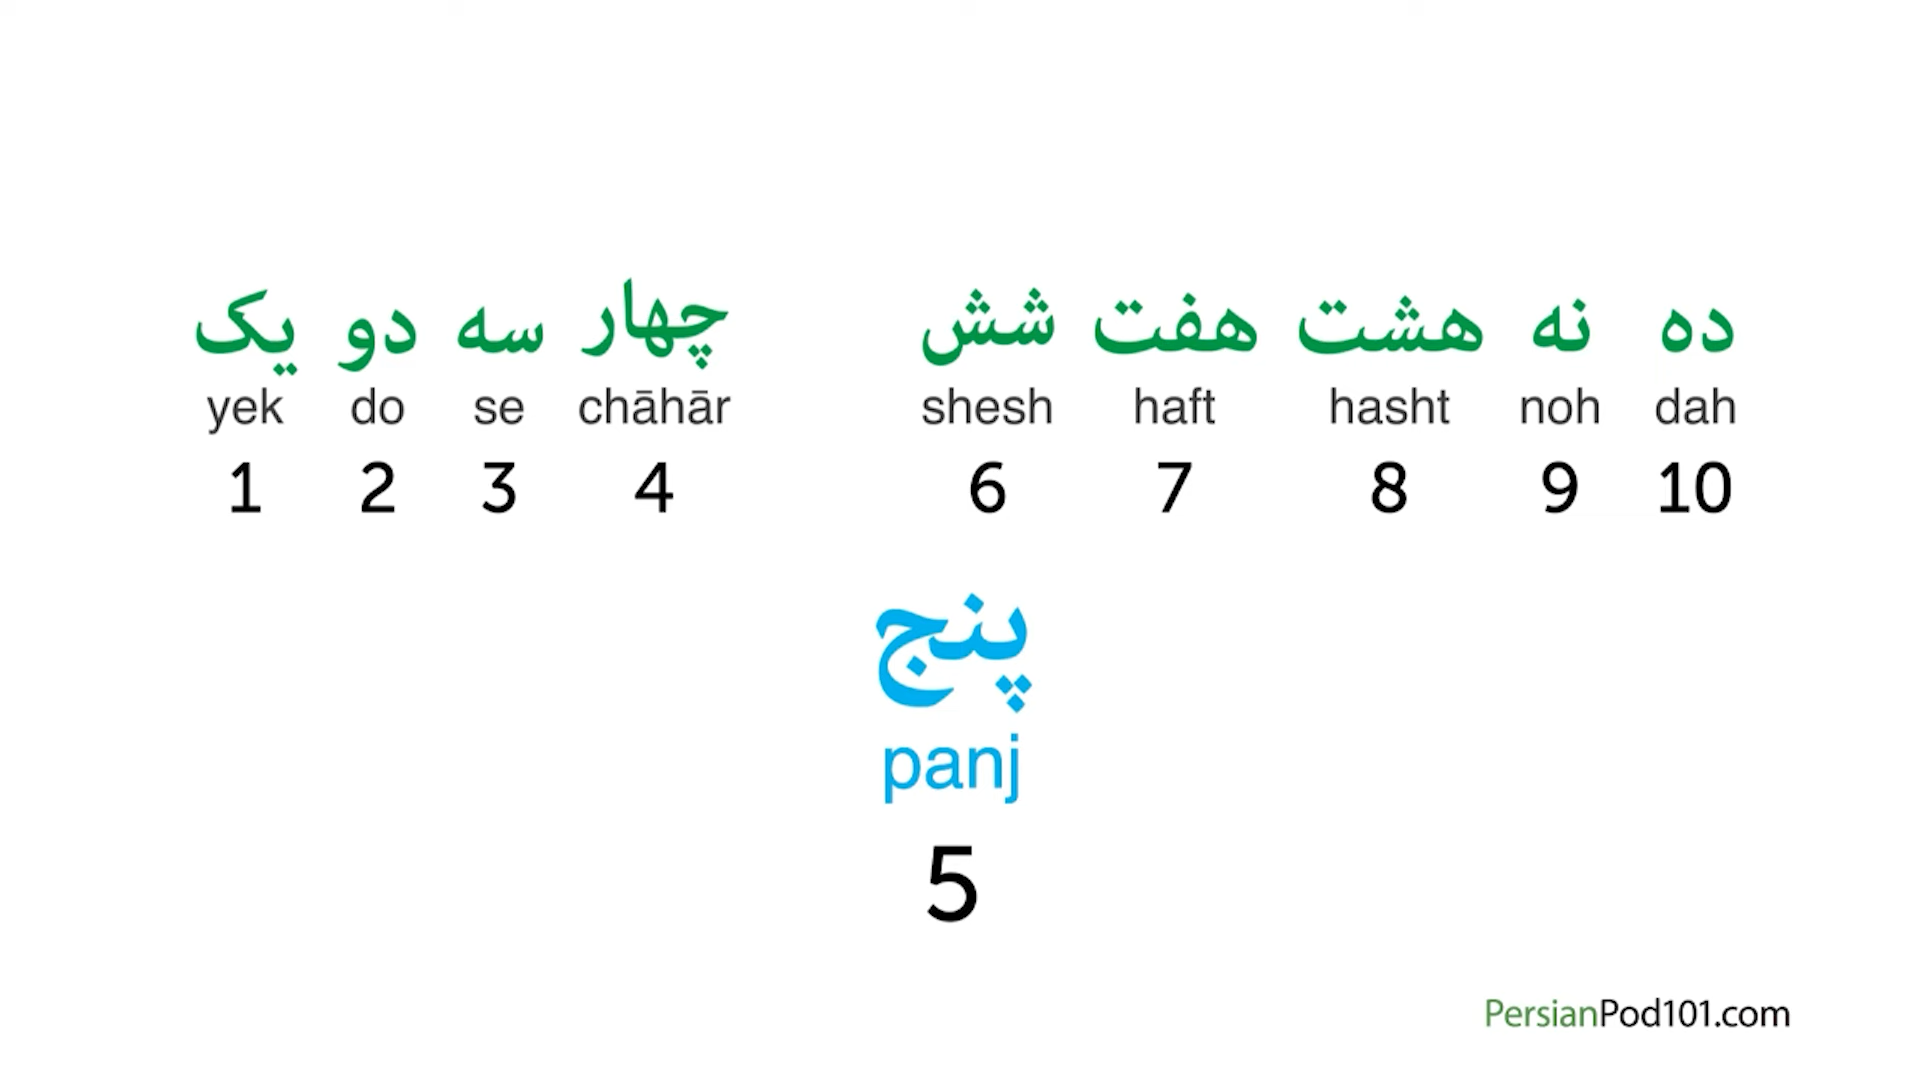 یک دو سه چهار شش هفت هشت نه ده
yek do se chāhār shesh haft hasht noh dah
1 2 3 4 6 7 8 9 10
پنج
panj
5
PersianPod101.com